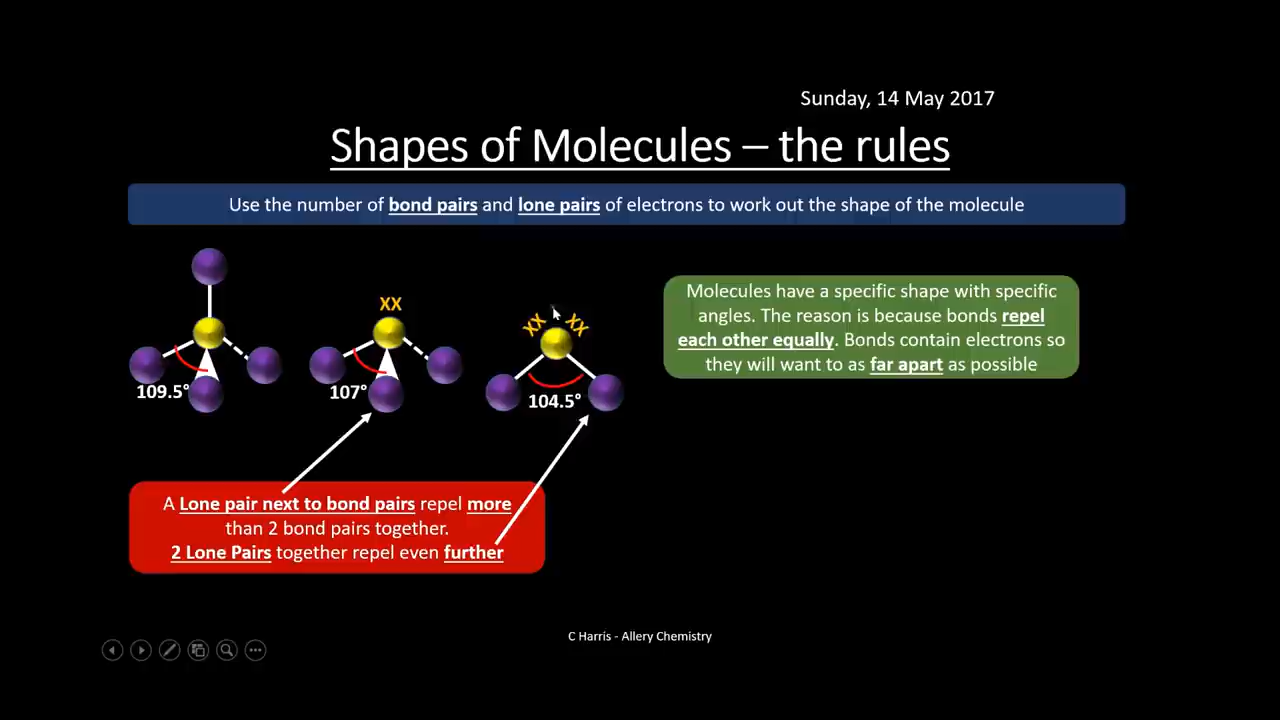 Sunday, 14 May 2017
Shapes of Molecules – the rules
Use the number of bond pairs and lone pairs of electrons to work out the shape of the molecule
XX
XX XX
109.5°
107°
104.5°
Molecules have a specific shape with specific
angles. The reason is because bonds repel
each other equally. Bonds contain electrons so
they will want to as far apart as possible
A Lone pair next to bond pairs repel more
than 2 bond pairs together.
2 Lone Pairs together repel even further
C Harris - Allery Chemistry